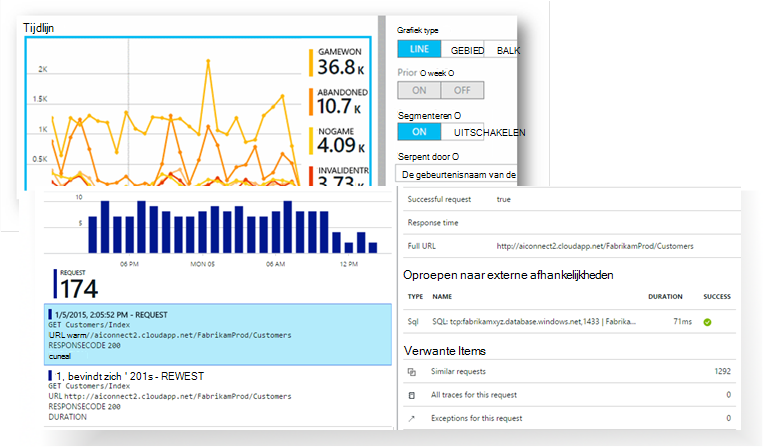 Tijdlijn
2K
1.5K
1K
0.5K
GAMEWON
36.8 K
ABANDONED
10.7 K
NOGAME
4.09 K
INVALIDENTR
3.73 K
Grafiek type
LINE GEBIED BALK
Prior O week O
ON OFF
Segmenteren O
ON UITSCHAKELEN
Serpent door O
De gebeurtenisnaam van de
10
5
06 PM MON 05 06 AM 12 PM
REQUEST
174
1/5/2015, 2:05:52 PM - REQUEST
GET Customers/Index
URL warm//aiconnect2.cloudapp.net/FabrikamProd/Customers
RESPONSECODE 200
cuneal
1, bevindt zich ' 201s - REWEST
GET Customers/Index
URL http://aiconnect2.cloudapp.net/FabrikamProd/Customers
RESPONSECODE 200
DURATION
Successful request true
Response time
Full URL http://aiconnect2.cloudapp.net/FabrikamProd/Customers
Oproepen naar externe afhankelijkheden
TYPE NAME DURATION SUCCESS
Sql SQL: tcp:fabrikamxyz.database.windows.net,1433 | Fabrika... 71ms
Verwante Items
Similar requests 1292
All traces for this request 0
Exceptions for this request 0